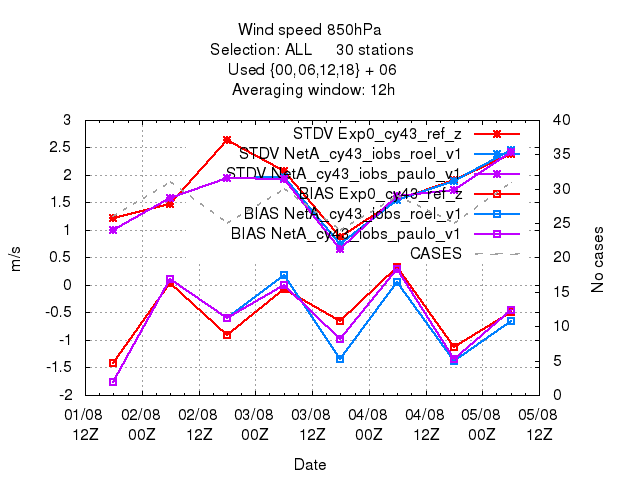 Wind speed 850hPa
Selection: ALL     30 stations
Used {00,06,12,18} + 06
Averaging window: 12h
STDV Exp0_cy43_ref_z
STDV NetA_cy43_iobs_roel_v1
STDV NetA_cy43_iobs_paulo_v1
BIAS Exp0_cy43_ref_z
BIAS NetA_cy43_iobs_roel_v1
BIAS NetA_cy43_iobs_paulo_v1
CASES
3
2.5
2
1.5
1
0.5
0
-0.5
-1
-1.5
-2
m/s
40
35
30
25
20
15
10
5
0
No cases
01/08 02/08 02/08 03/08 03/08 04/08 04/08 05/08 05/08
12Z 00Z 12Z 00Z 12Z 00Z 12Z 00Z 12Z
Date